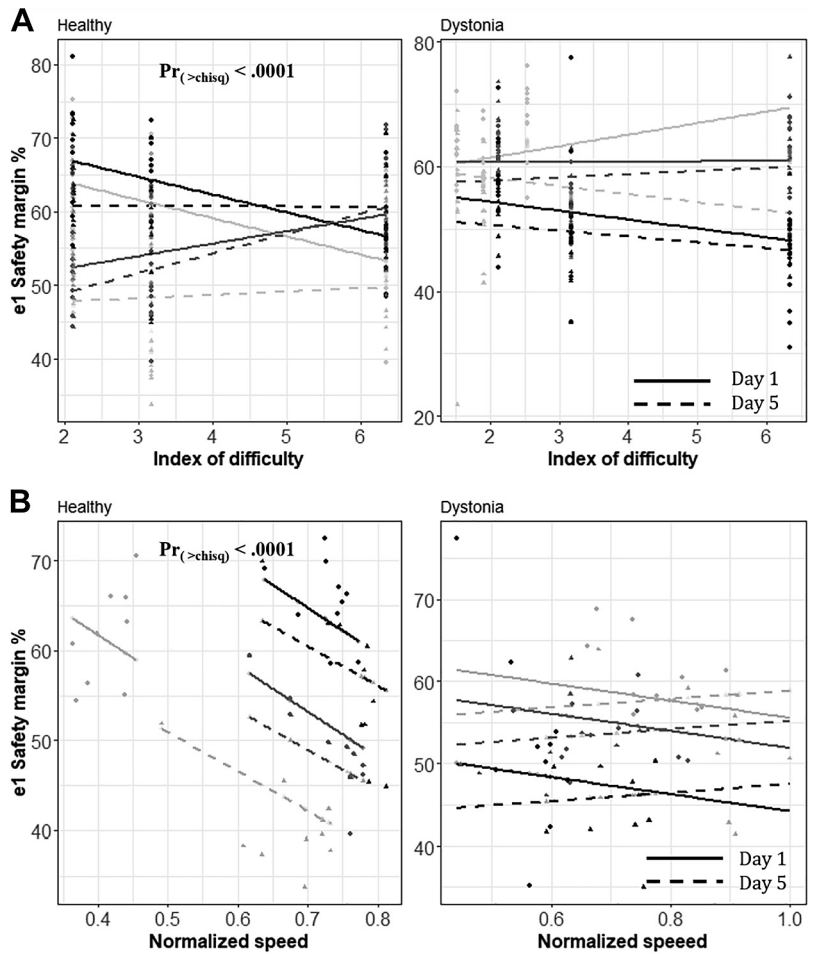 A
Healthy
Dystonia
Pr( >chisq) < .0001
80
70
60
50
40
e1 Safety margin %
2
3
4
5
6
Index of difficulty
80
60
40
20
Day 1
Day 5
2
3
4
5
6
Index of difficulty
B
Healthy
Dystonia
Pr( >chisq) < .0001
70
60
50
40
e1 Safety margin %
0.4
0.5
0.6
0.7
0.8
Normalized speed
70
60
50
40
Day 1
Day 5
0.6
0.8
1.0
Normalized speeed